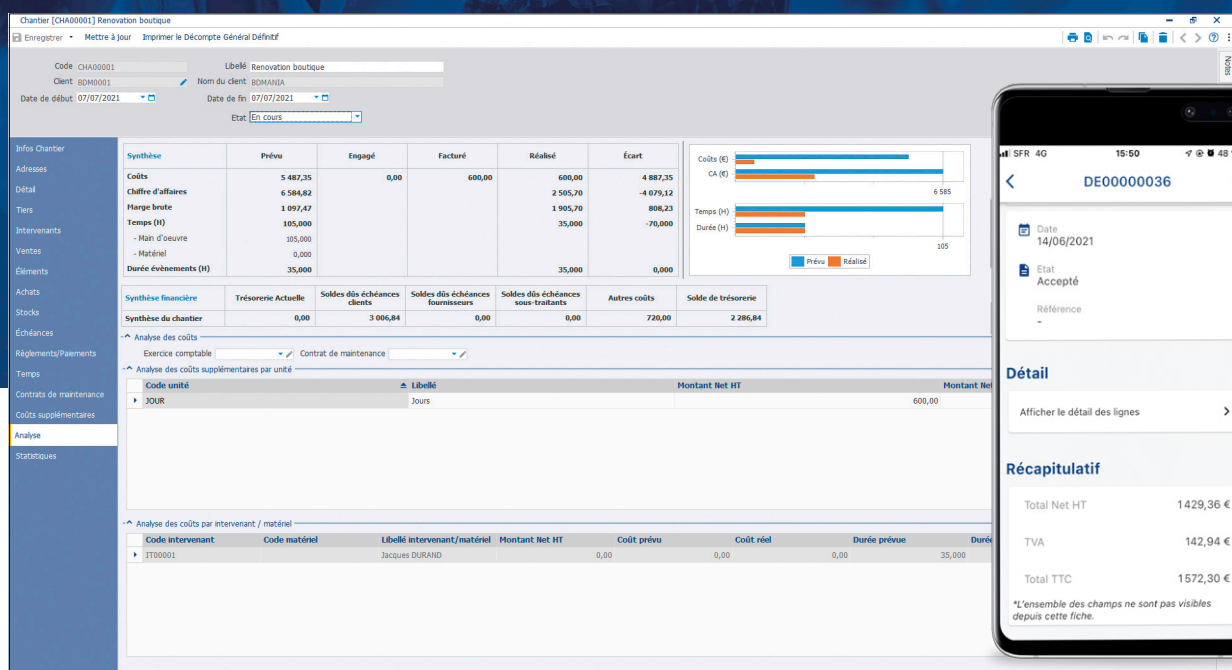 Chantier [CHA00001] Renovation boutique
Enregistrer Mettre à jour Imprimer le Décompte Général Définitif
Code CHA00001 Libellé Renovation boutique
Client BDM0001 Nom du client BDMANIA
Date de début 07/07/2021 Date de fin 07/07/2021
Etat En cours
Notes
Infos Chantier
Adresses
Détail
Tiers
Intervenants
Ventes
Éléments
Achats
Stocks
Échéances
Règlements/Paiements
Temps
Contrats de maintenance
Coûts supplémentaires
Analyse
Statistiques
Synthèse Prévu Engagé Facturé Réalisé Écart
Coûts 5 487,35 0,00 600,00 600,00 4 887,35
Chiffre d'affaires 6 584,82 2 505,70 -4 079,12
Marge brute 1 097,47 1 905,70 808,23
Temps (H) 105,000 35,000 -70,000
- Main d'oeuvre 105,000
- Matériel 0,000
Durée évènements (H) 35,000 35,000 0,000
Coûts (€)
CA (€)
6 585
Temps (H)
Durée (H)
105
Prévu Réalisé
Synthèse financière Trésorerie Actuelle Soldes dûs échéances clients Soldes dûs échéances fournisseurs Soldes dûs échéances sous-traitants Autres coûts Solde de trésorerie
Synthèse du chantier 0,00 3 006,84 0,00 0,00 720,00 2 286,84
Analyse des coûts
Exercice comptable Contrat de maintenance
Analyse des coûts supplémentaires par unité
Code unité Libellé Montant Net HT Montant Net
JOUR Jours 600,00
Analyse des coûts par intervenant / matériel
Code intervenant Code matériel Libellé intervenant/matériel Montant Net HT Coût prévu Coût réel Durée prévue Durée
IT00001 Jacques DURAND 0,00 0,00 0,00 35,000
SFR 4G 15:50 48
DE00000036
Date
14/06/2021
Etat
Accepté
Référence
-
Détail
Afficher le détail des lignes
Récapitulatif
Total Net HT 1 429,36 €
TVA 142,94 €
Total TTC 1 572,30 €
*L'ensemble des champs ne sont pas visibles
depuis cette fiche.